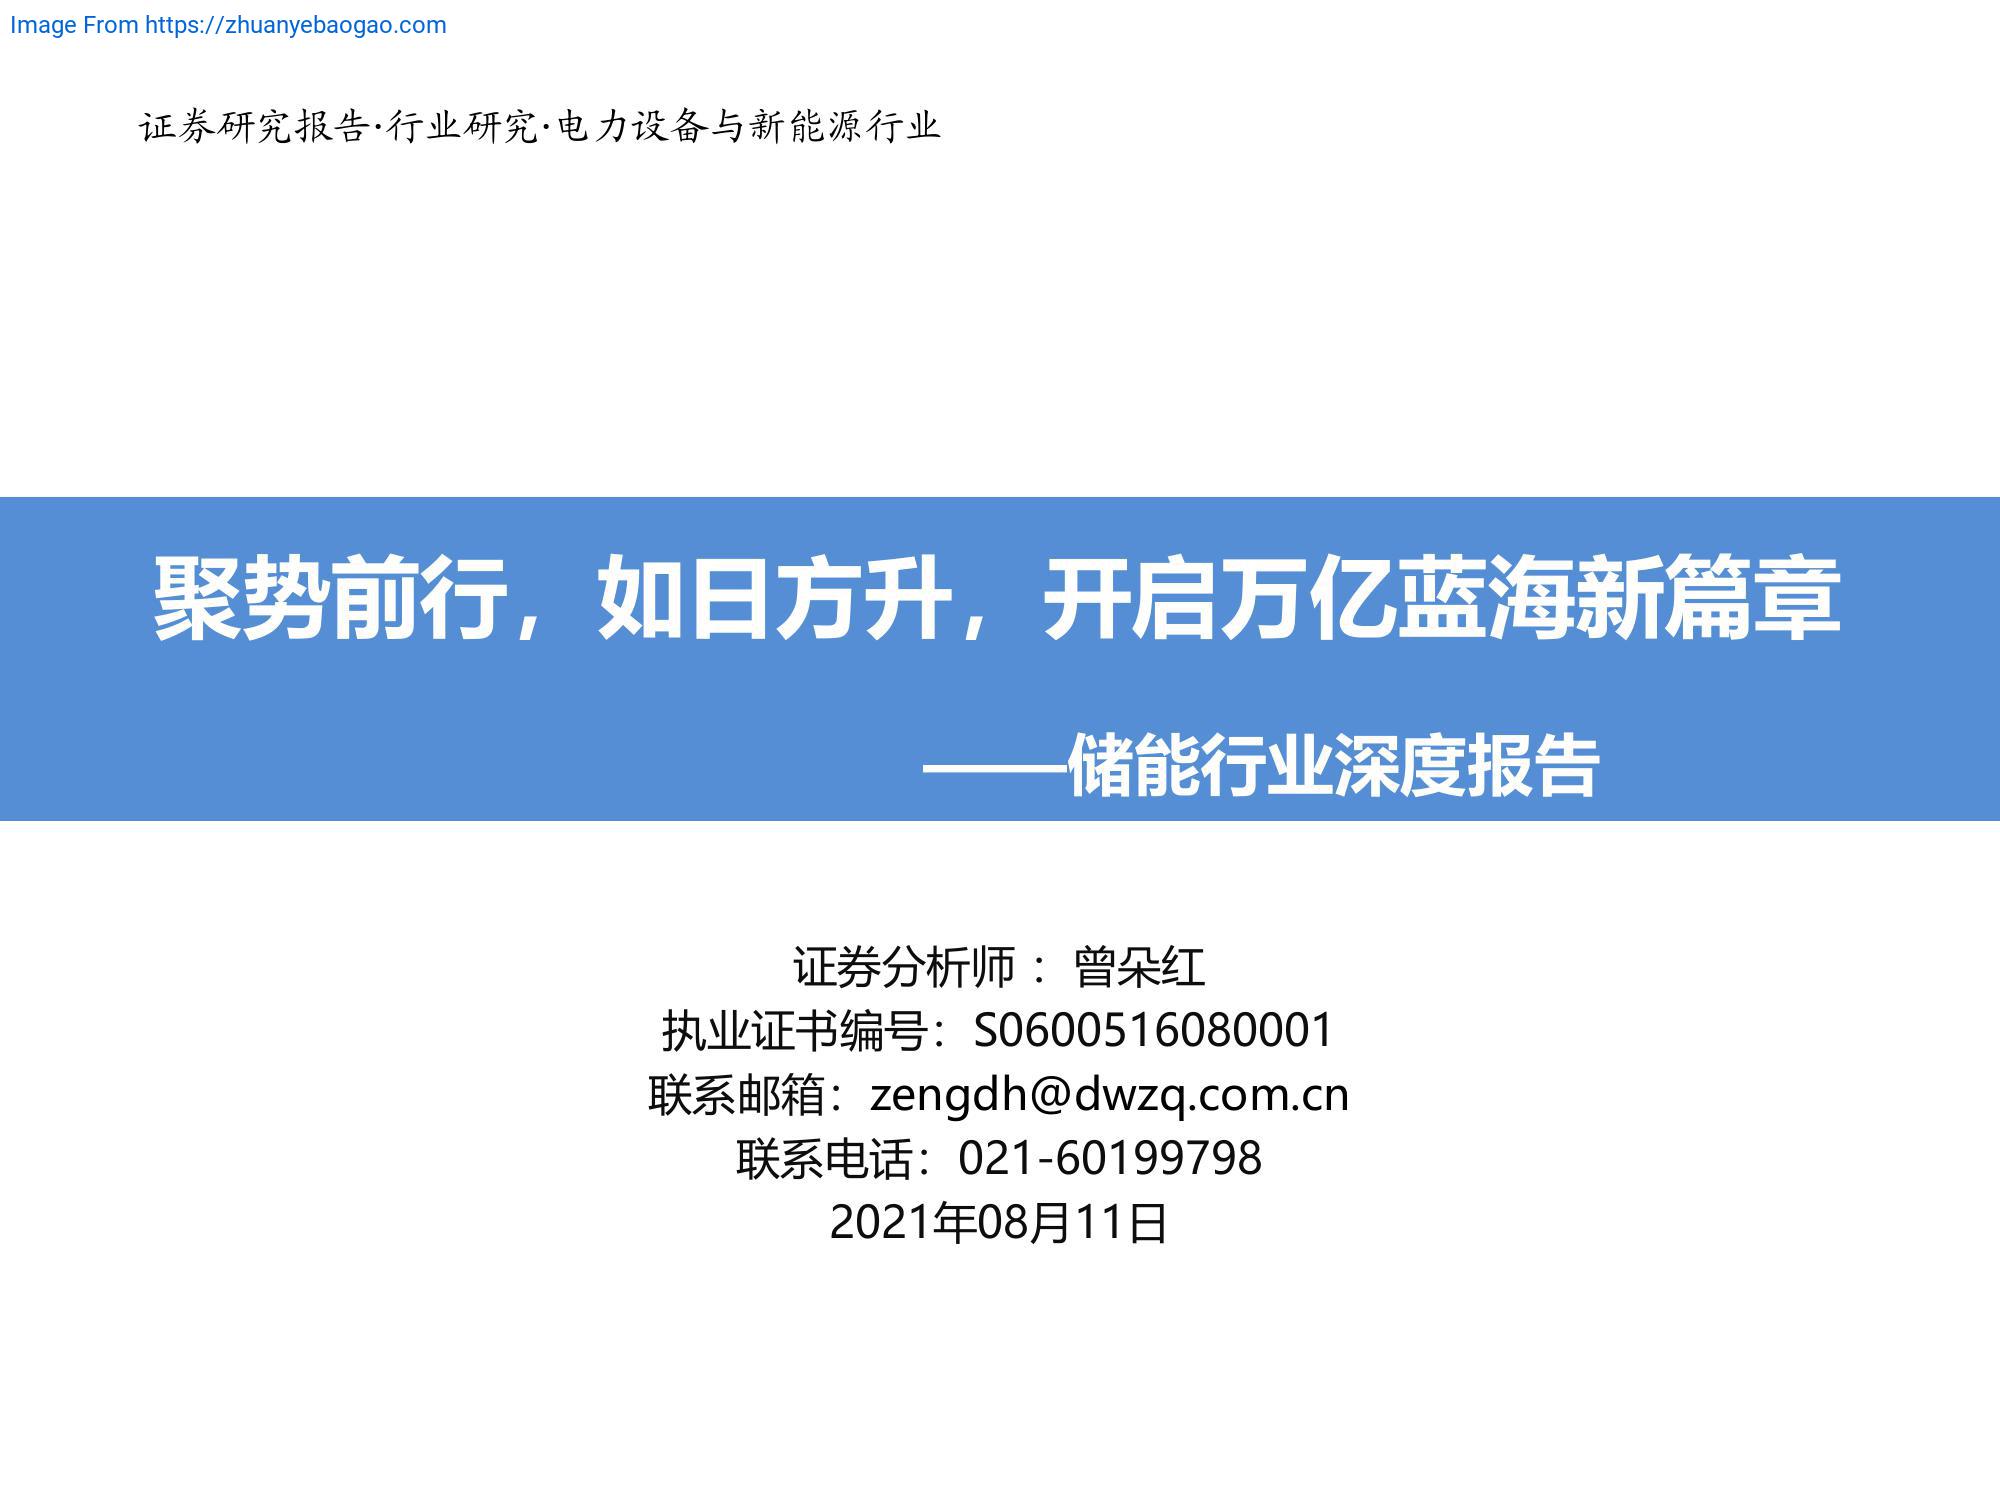 Image From https://zhuanyebaogao.com
证券研究报告·行业研究·电力设备与新能源行业
聚势前行，如日方升，开启万亿蓝海新篇章
——储能行业深度报告
证券分析师 ：曾朵红
执业证书编号：S0600516080001
联系邮箱：zengdh@dwzq.com.cn
联系电话：021-60199798
2021年08月11日